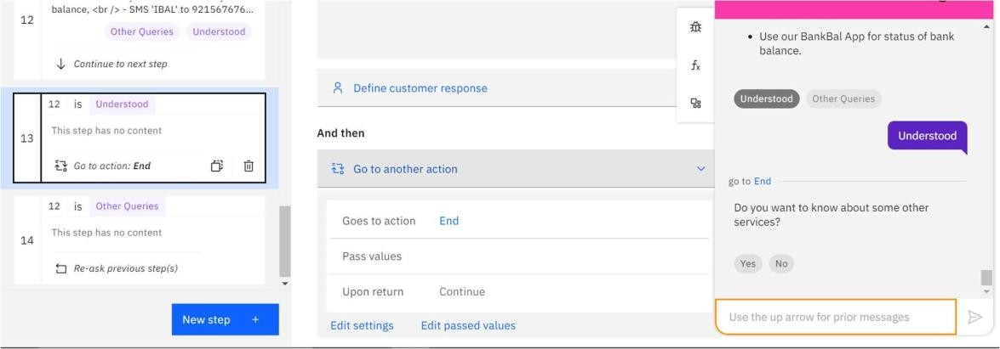 balance, <br /> - SMS 'IBAL' to 921567676...
12
Other Queries Understood
Continue to next step
12 is Understood
This step has no content
13
Go to action: End
12 is Other Queries
This step has no content
14
Re-ask previous step(s)
New step +
Define customer response
And then
Go to another action
Goes to action End
Pass values
Upon return Continue
Edit settings Edit passed values
fx
• Use our BankBal App for status of bank
balance.
Understood Other Queries
Understood
go to End
Do you want to know about some other
services?
Yes No
Use the up arrow for prior messages